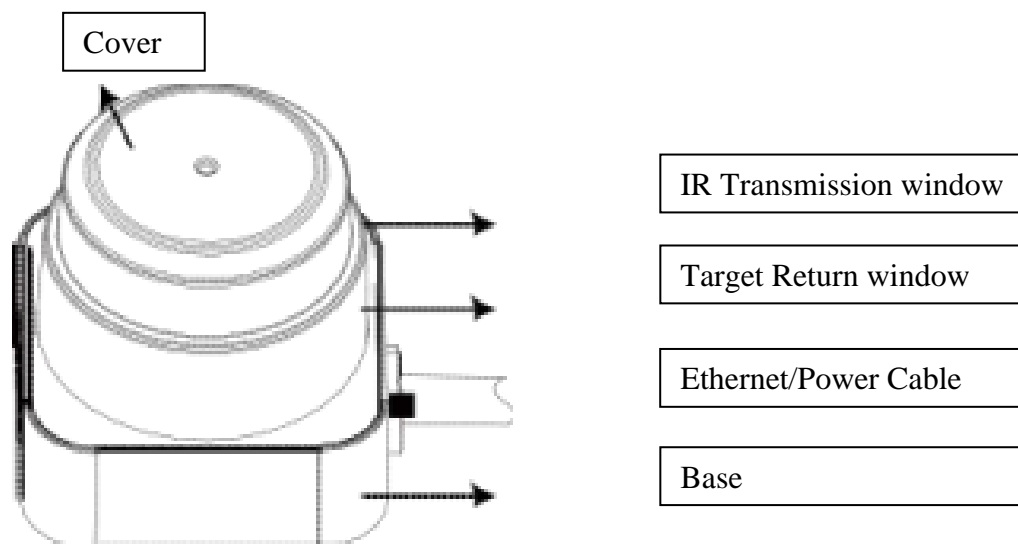 Cover
IR Transmission window
Target Return window
Ethernet/Power Cable
Base